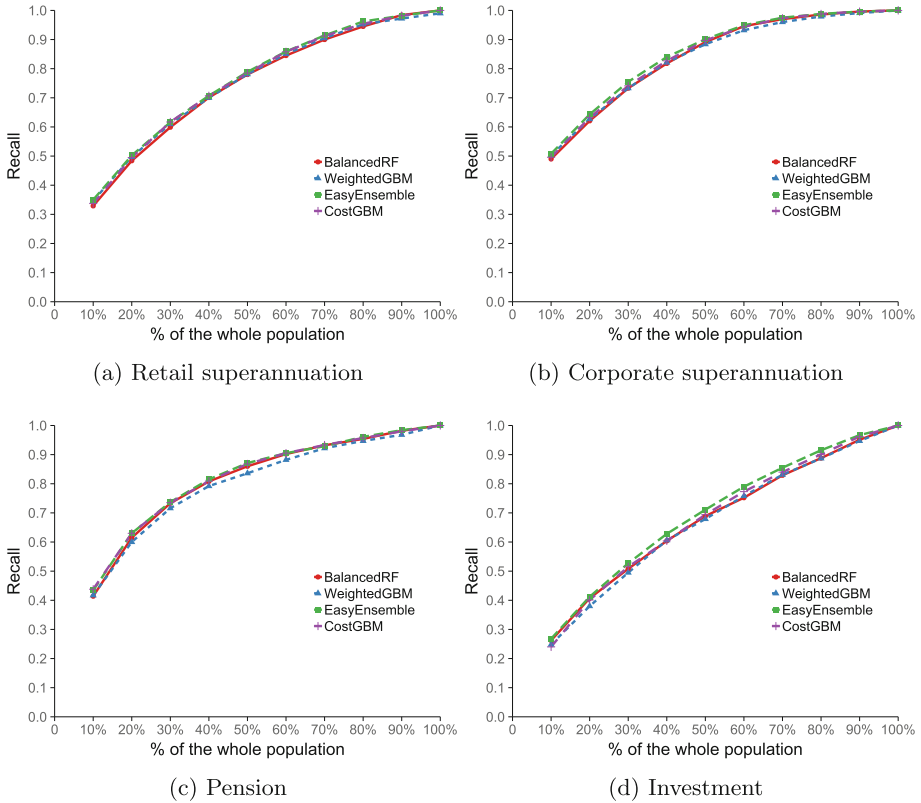 1.0
0.9
0.8
0.7
0.6
0.5
0.4
0.3
0.2
0.1
0.0
Recall
BalancedRF
WeightedGBM
EasyEnsemble
CostGBM
0 10% 20% 30% 40% 50% 60% 70% 80% 90% 100%
% of the whole population
(a) Retail superannuation
1.0
0.9
0.8
0.7
0.6
0.5
0.4
0.3
0.2
0.1
0.0
Recall
BalancedRF
WeightedGBM
EasyEnsemble
CostGBM
0 10% 20% 30% 40% 50% 60% 70% 80% 90% 100%
% of the whole population
(b) Corporate superannuation
1.0
0.9
0.8
0.7
0.6
0.5
0.4
0.3
0.2
0.1
0.0
Recall
BalancedRF
WeightedGBM
EasyEnsemble
CostGBM
0 10% 20% 30% 40% 50% 60% 70% 80% 90% 100%
% of the whole population
(c) Pension
1.0
0.9
0.8
0.7
0.6
0.5
0.4
0.3
0.2
0.1
0.0
Recall
BalancedRF
WeightedGBM
EasyEnsemble
CostGBM
0 10% 20% 30% 40% 50% 60% 70% 80% 90% 100%
% of the whole population
(d) Investment